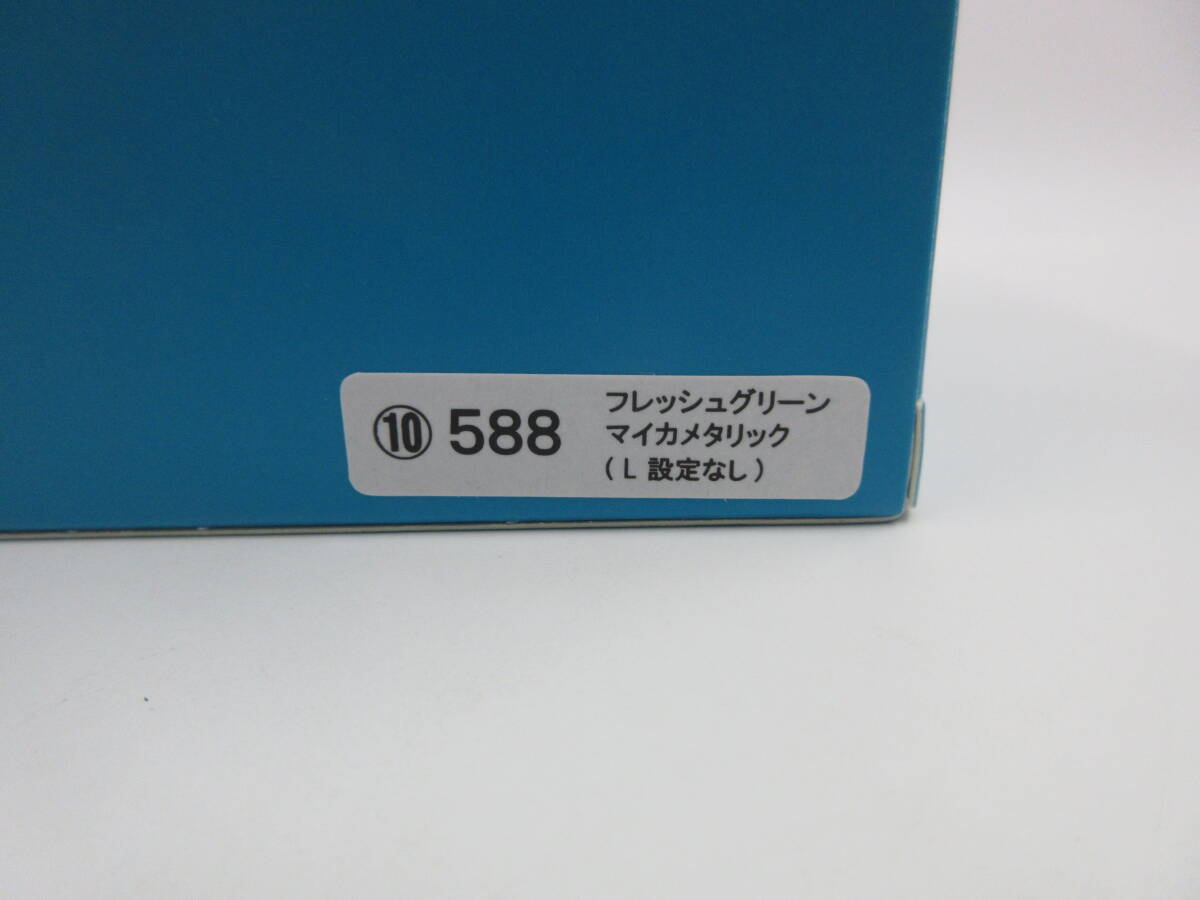 ⑩ 588 フレッシュグリーン
マイカメタリック
(L 設定なし)